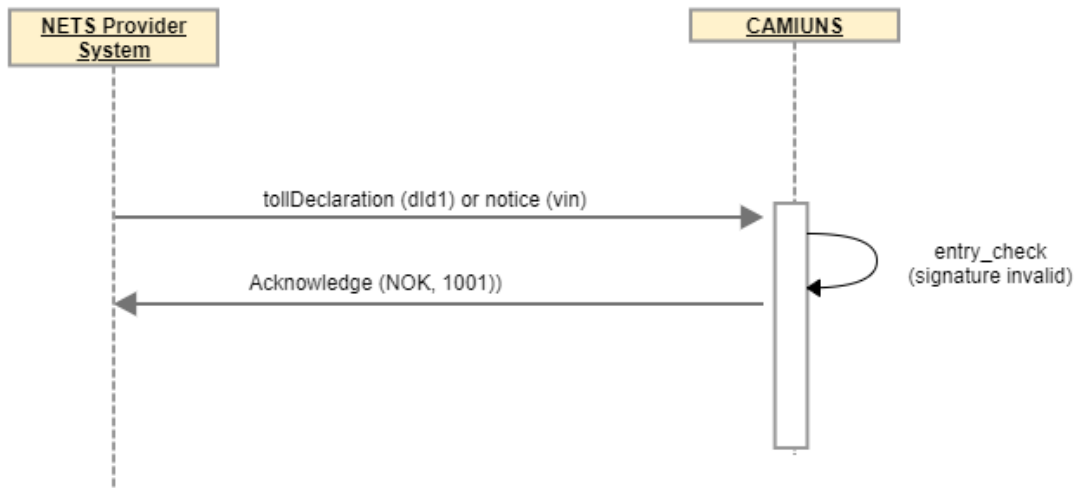 NETS Provider
System
CAMIUNS
tollDeclaration (dId1) or notice (vin)
entry_check
(signature invalid)
Acknowledge (NOK, 1001))